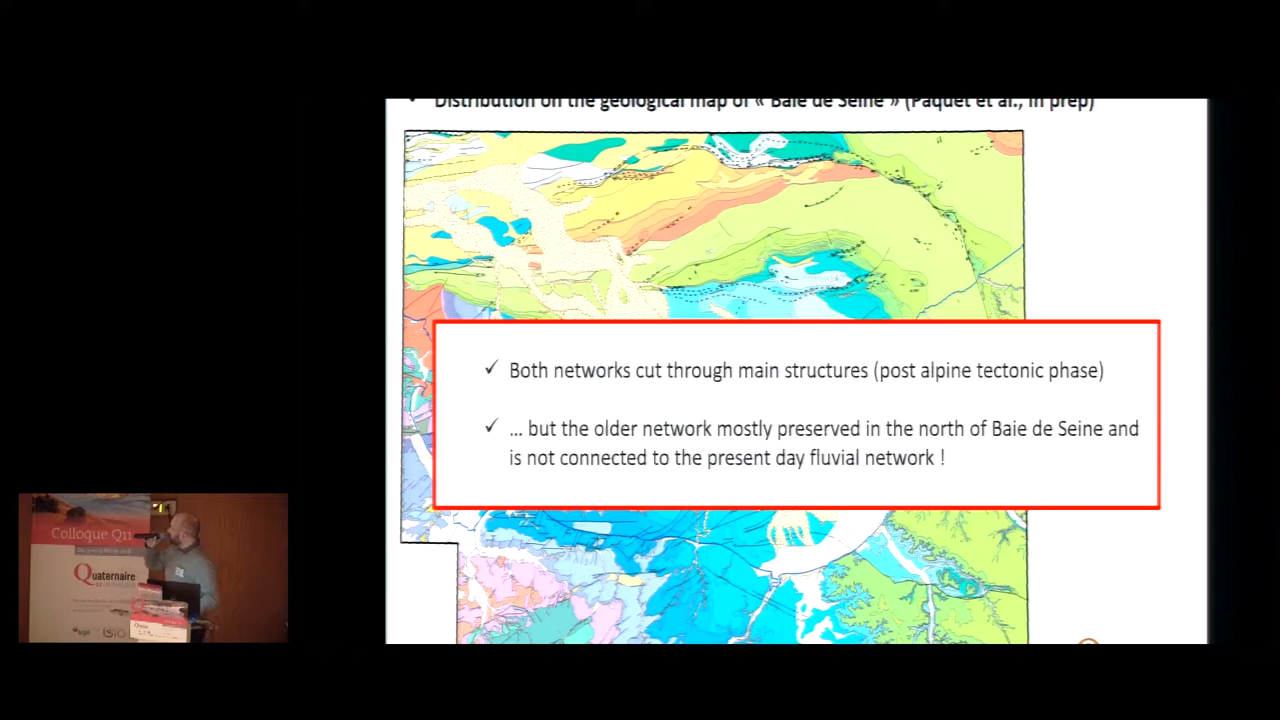 Distribution on the geological map of « Baie de Seine » (Paquet et al., in prep)
✓ Both networks cut through main structures (post alpine tectonic phase)
✓ ... but the older network mostly preserved in the north of Baie de Seine and
is not connected to the present day fluvial network !
Colloque Q11
Quaternaire